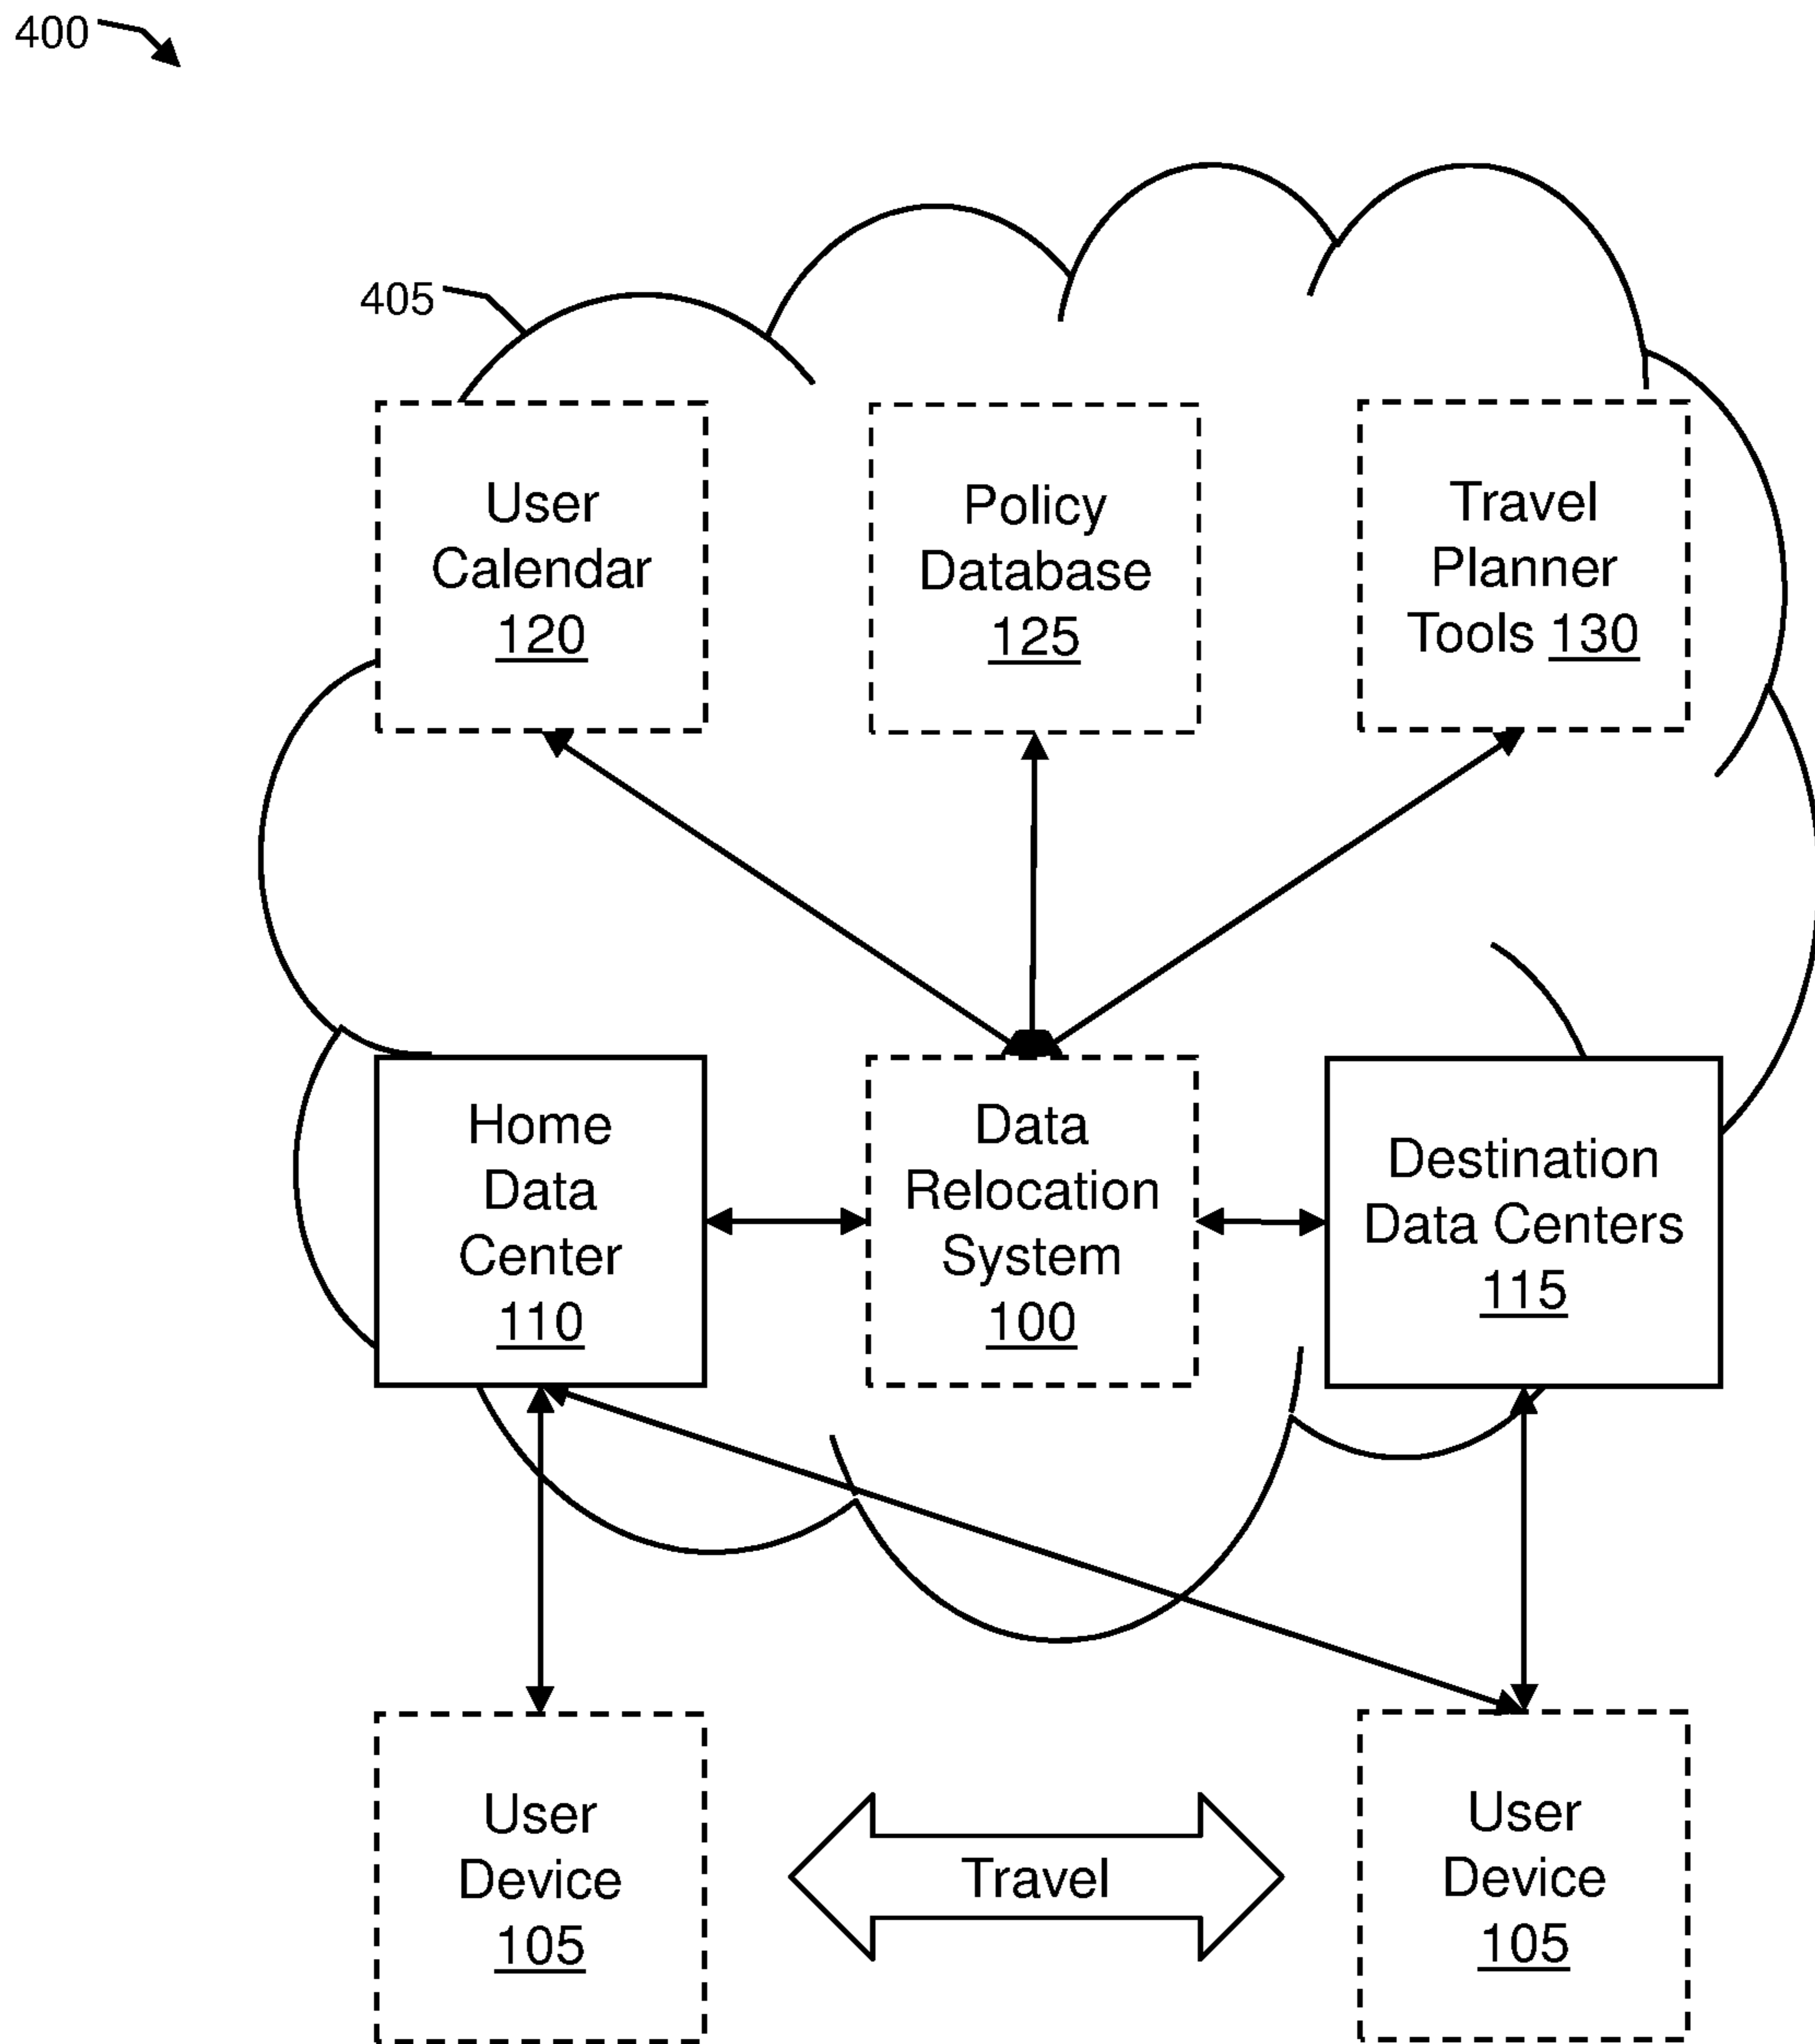 400
405
User
Calendar
120
Policy
Database
125
Travel
Planner
Tools 130
Home
Data
Center
110
Data
Relocation
System
100
Destination
Data Centers
115
User
Device
105
Travel
User
Device
105